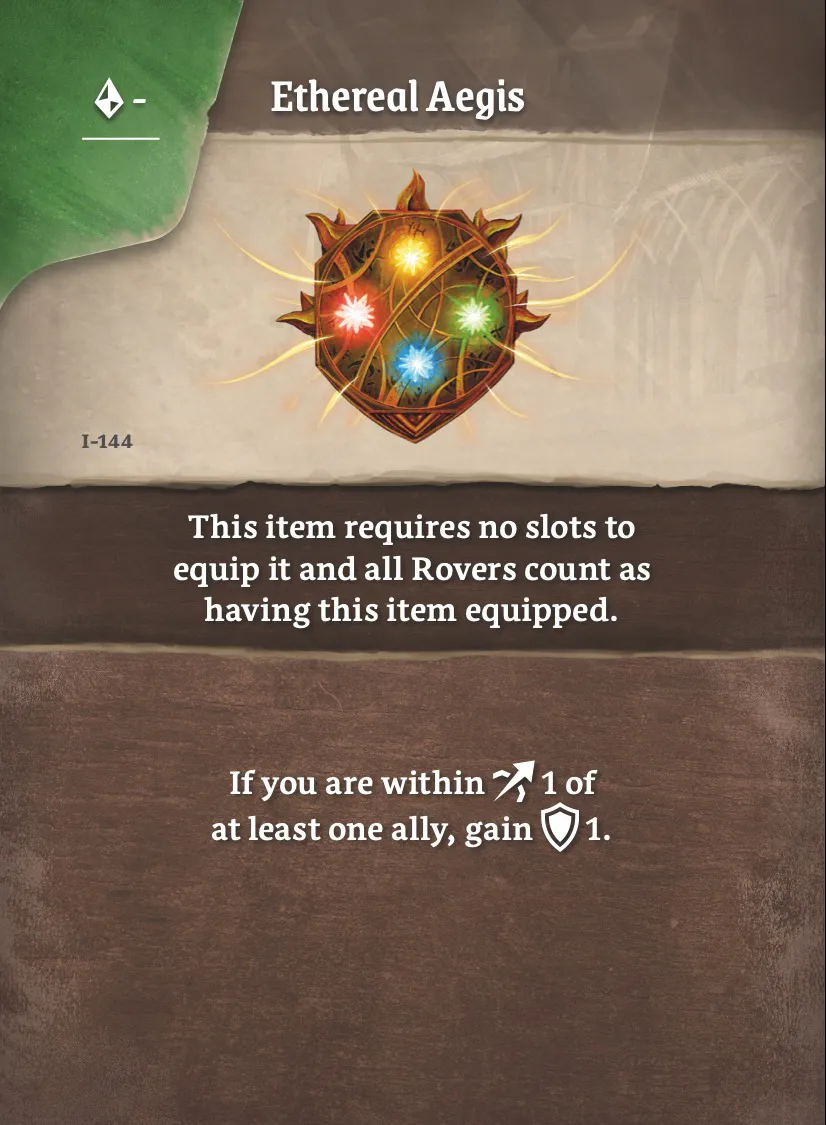 -
Ethereal Aegis
I-144
This item requires no slots to
equip it and all Rovers count as
having this item equipped.
If you are within 1 of
at least one ally, gain 1.